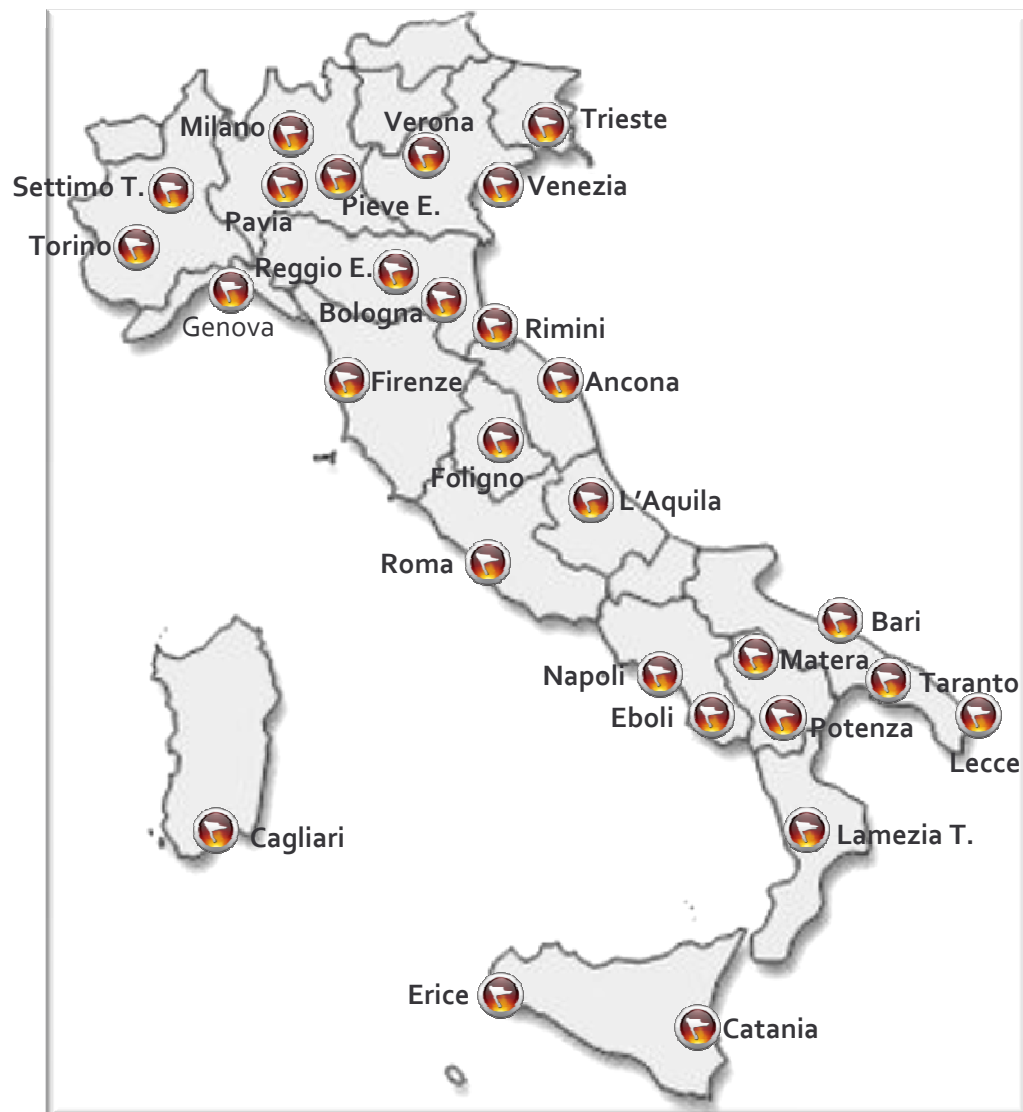 Trieste
Verona
Milano
Settimo T.
Venezia
Pieve E.
Pavia
Torino
Reggio E.
Bologna
Genova
Rimini
Firenze
Ancona
Foligno
L'Aquila
Roma
Bari
Matera
Napoli
Taranto
Eboli
Potenza
Lecce
Cagliari
Lamezia T.
Erice
Catania